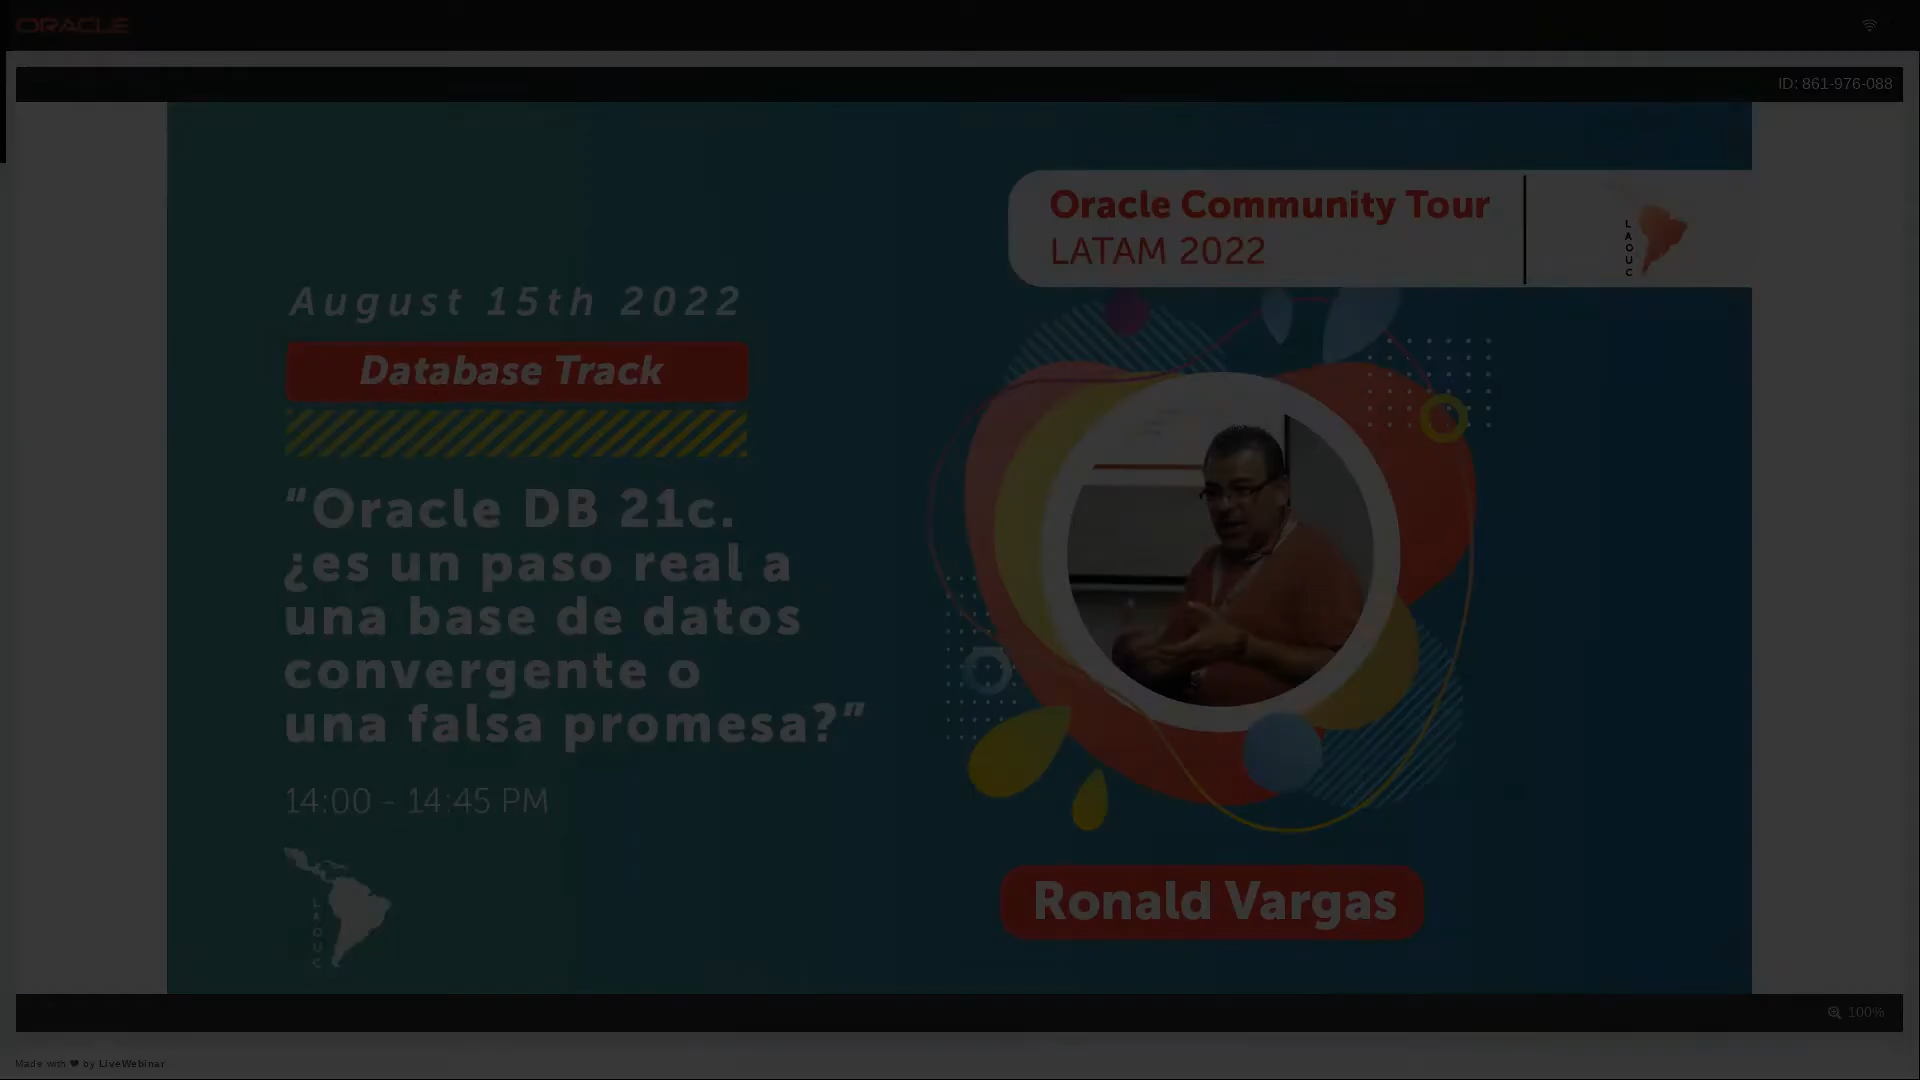 ORACLE
ID: 861-976-088
Oracle Community Tour
LATAM 2022
LAOUC
August 15th 2022
Database Track
“Oracle DB 21c.
¿es un paso real a
una base de datos
convergente o
una falsa promesa?”
14:00 - 14:45 PM
LAOUC
Ronald Vargas
100%
Made with ❤ by LiveWebinar